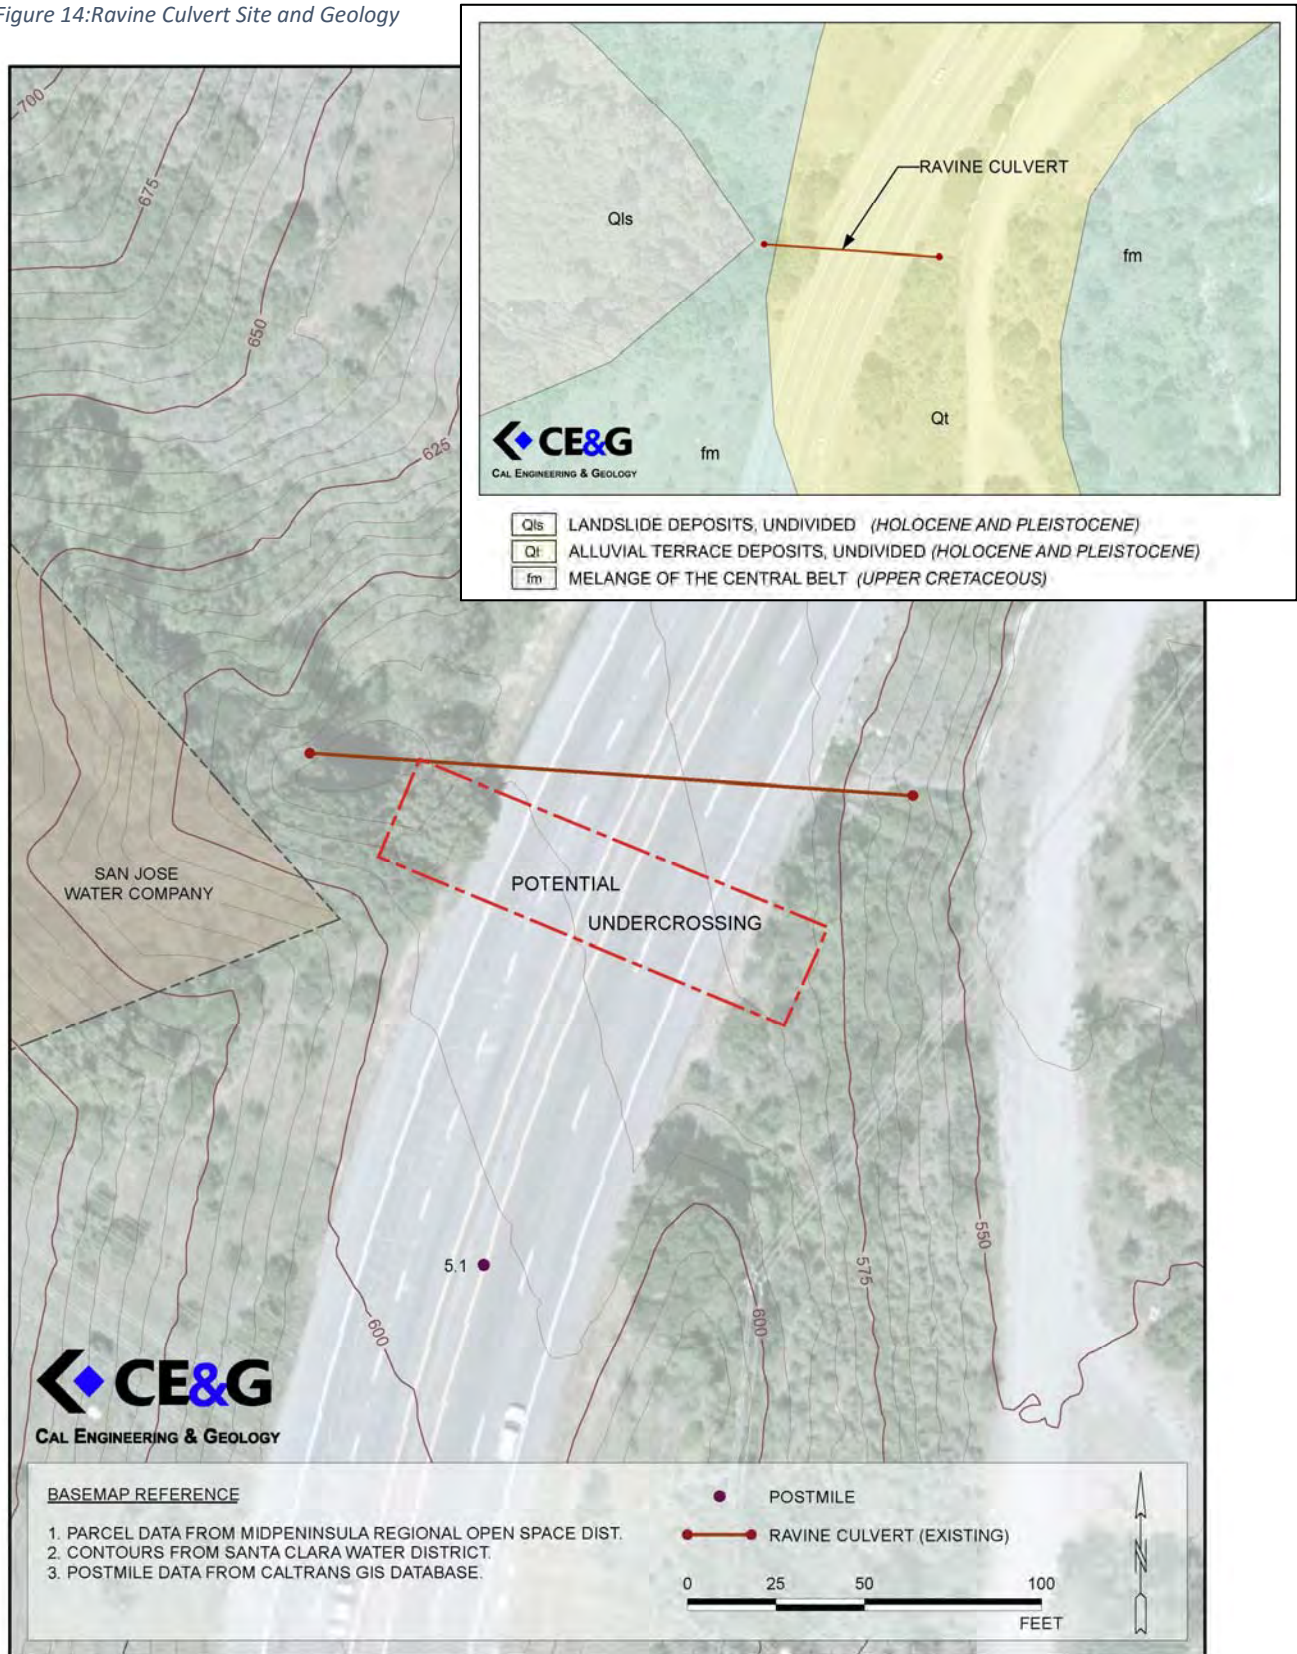 Figure 14:Ravine Culvert Site and Geology
RAVINE CULVERT
Qls
fm
Qt
fm
CE&G
CAL ENGINEERING & GEOLOGY
Qls LANDSLIDE DEPOSITS, UNDIVIDED (HOLOCENE AND PLEISTOCENE)
Qt ALLUVIAL TERRACE DEPOSITS, UNDIVIDED (HOLOCENE AND PLEISTOCENE)
fm MELANGE OF THE CENTRAL BELT (UPPER CRETACEOUS)
700
675
650
625
SAN JOSE
WATER COMPANY
POTENTIAL
UNDERCROSSING
5.1
600
600
575
550
CE&G
CAL ENGINEERING & GEOLOGY
BASEMAP REFERENCE
1. PARCEL DATA FROM MIDPENINSULA REGIONAL OPEN SPACE DIST.
2. CONTOURS FROM SANTA CLARA WATER DISTRICT.
3. POSTMILE DATA FROM CALTRANS GIS DATABASE.
POSTMILE
RAVINE CULVERT (EXISTING)
0 25 50 100
FEET
N